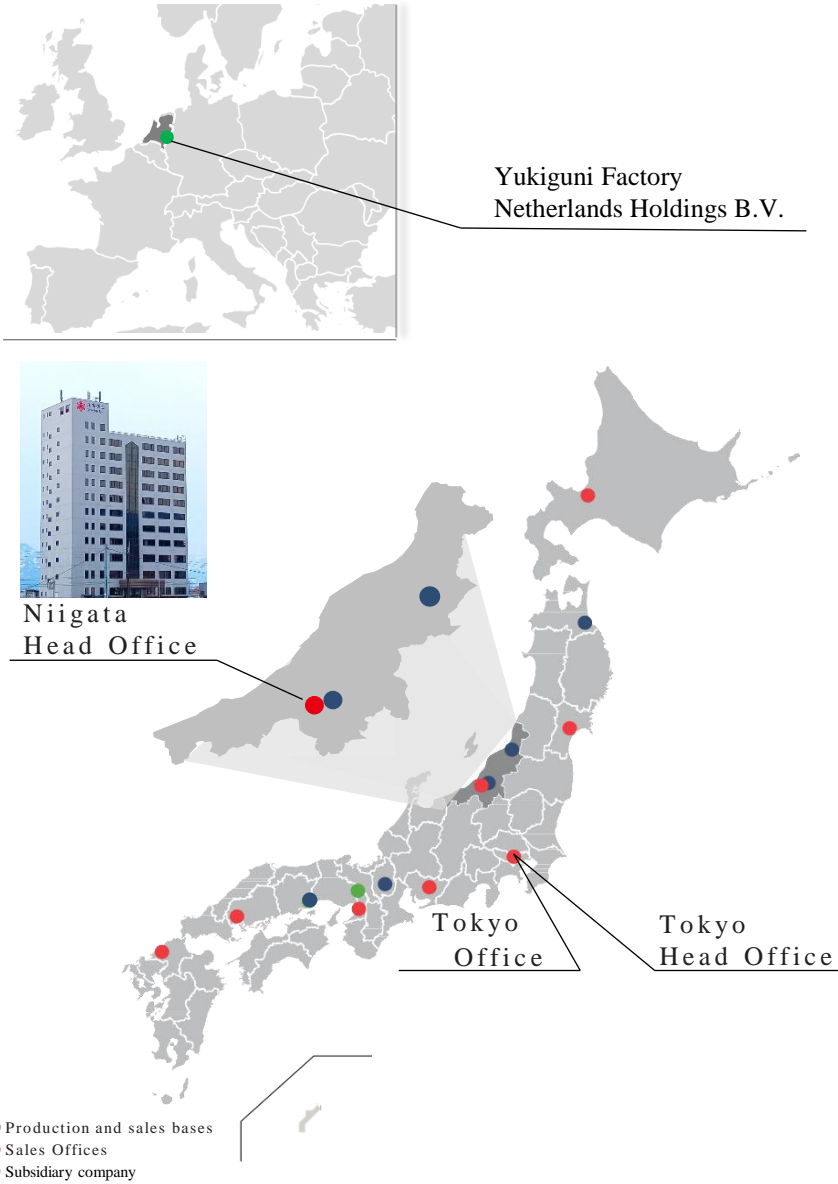 Yukiguni Factory
Netherlands Holdings B.V.
Niigata
Head Office
Tokyo
Office
Tokyo
Head Office
Production and sales bases
Sales Offices
Subsidiary company